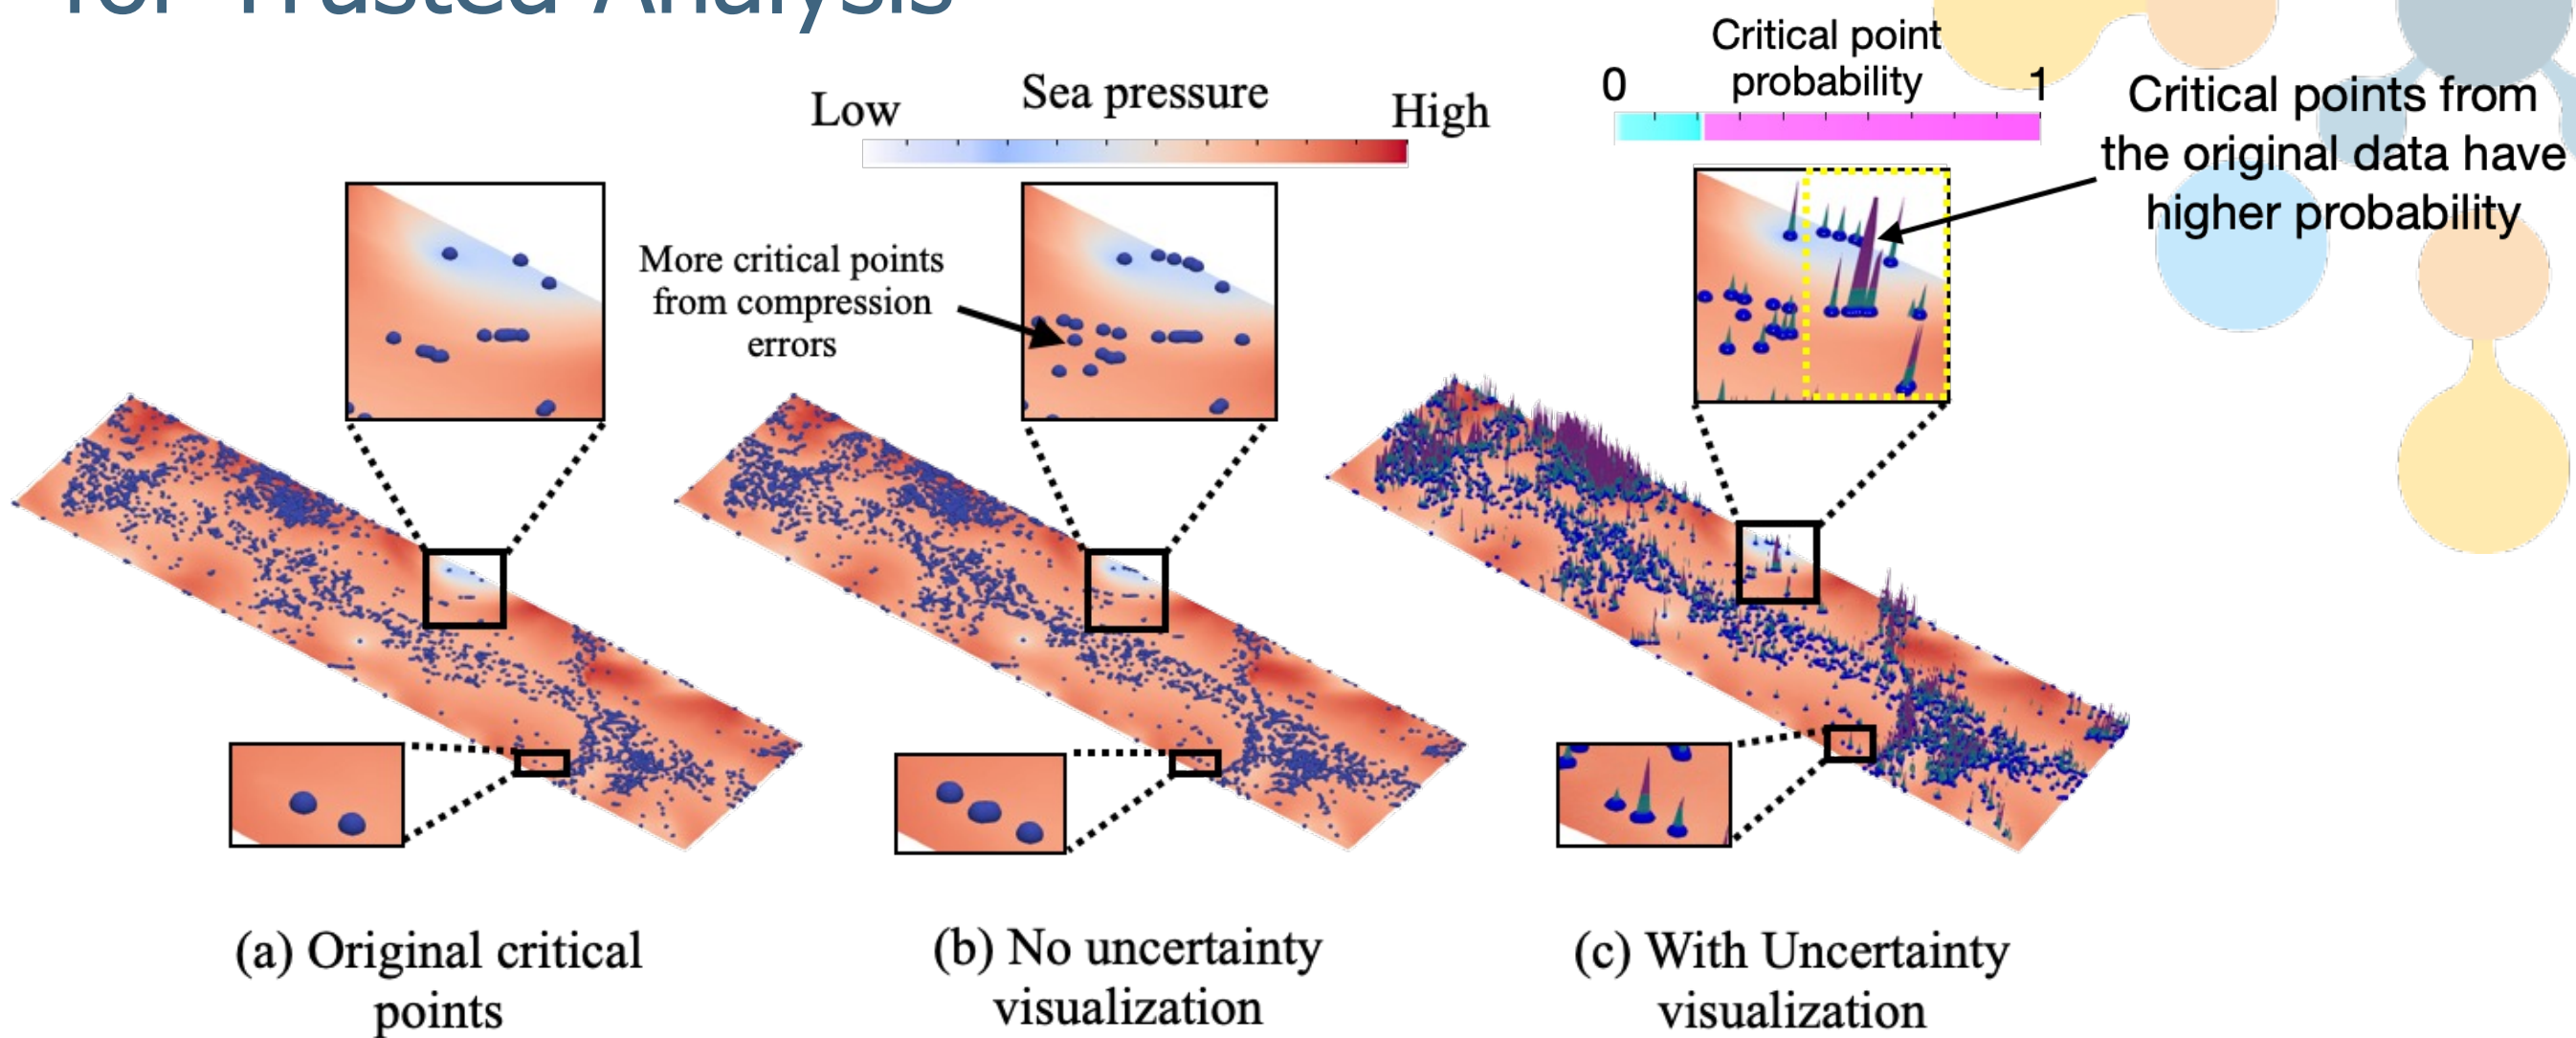 for Trusted Analysis
Low
Sea pressure
High
Critical point
probability
0
1
Critical points from
the original data have
higher probability
More critical points
from compression
errors
(a) Original critical
points
(b) No uncertainty
visualization
(c) With Uncertainty
visualization